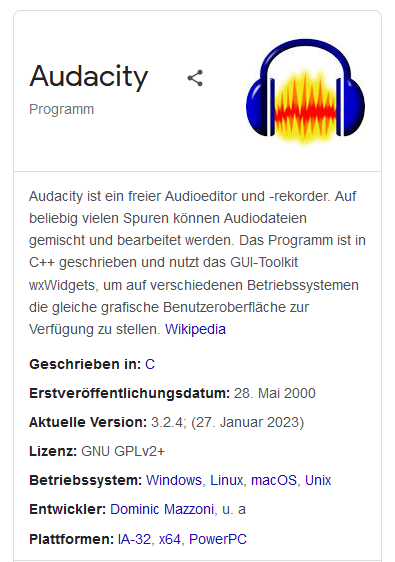 Audacity
Programm
Audacity ist ein freier Audioeditor und -rekorder. Auf
beliebig vielen Spuren können Audiodateien
gemischt und bearbeitet werden. Das Programm ist in
C++ geschrieben und nutzt das GUI-Toolkit
wxWidgets, um auf verschiedenen Betriebssystemen
die gleiche grafische Benutzeroberfläche zur
Verfügung zu stellen. Wikipedia
Geschrieben in: C
Erstveröffentlichungsdatum: 28. Mai 2000
Aktuelle Version: 3.2.4; (27. Januar 2023)
Lizenz: GNU GPLv2+
Betriebssystem: Windows, Linux, macOS, Unix
Entwickler: Dominic Mazzoni, u. a
Plattformen: IA-32, x64, PowerPC